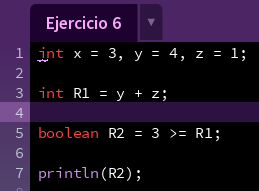 Ejercicio 6
1 int x = 3, y = 4, z = 1;
2
3 int R1 = y + z;
4
5 boolean R2 = 3 >= R1;
6
7 println(R2);